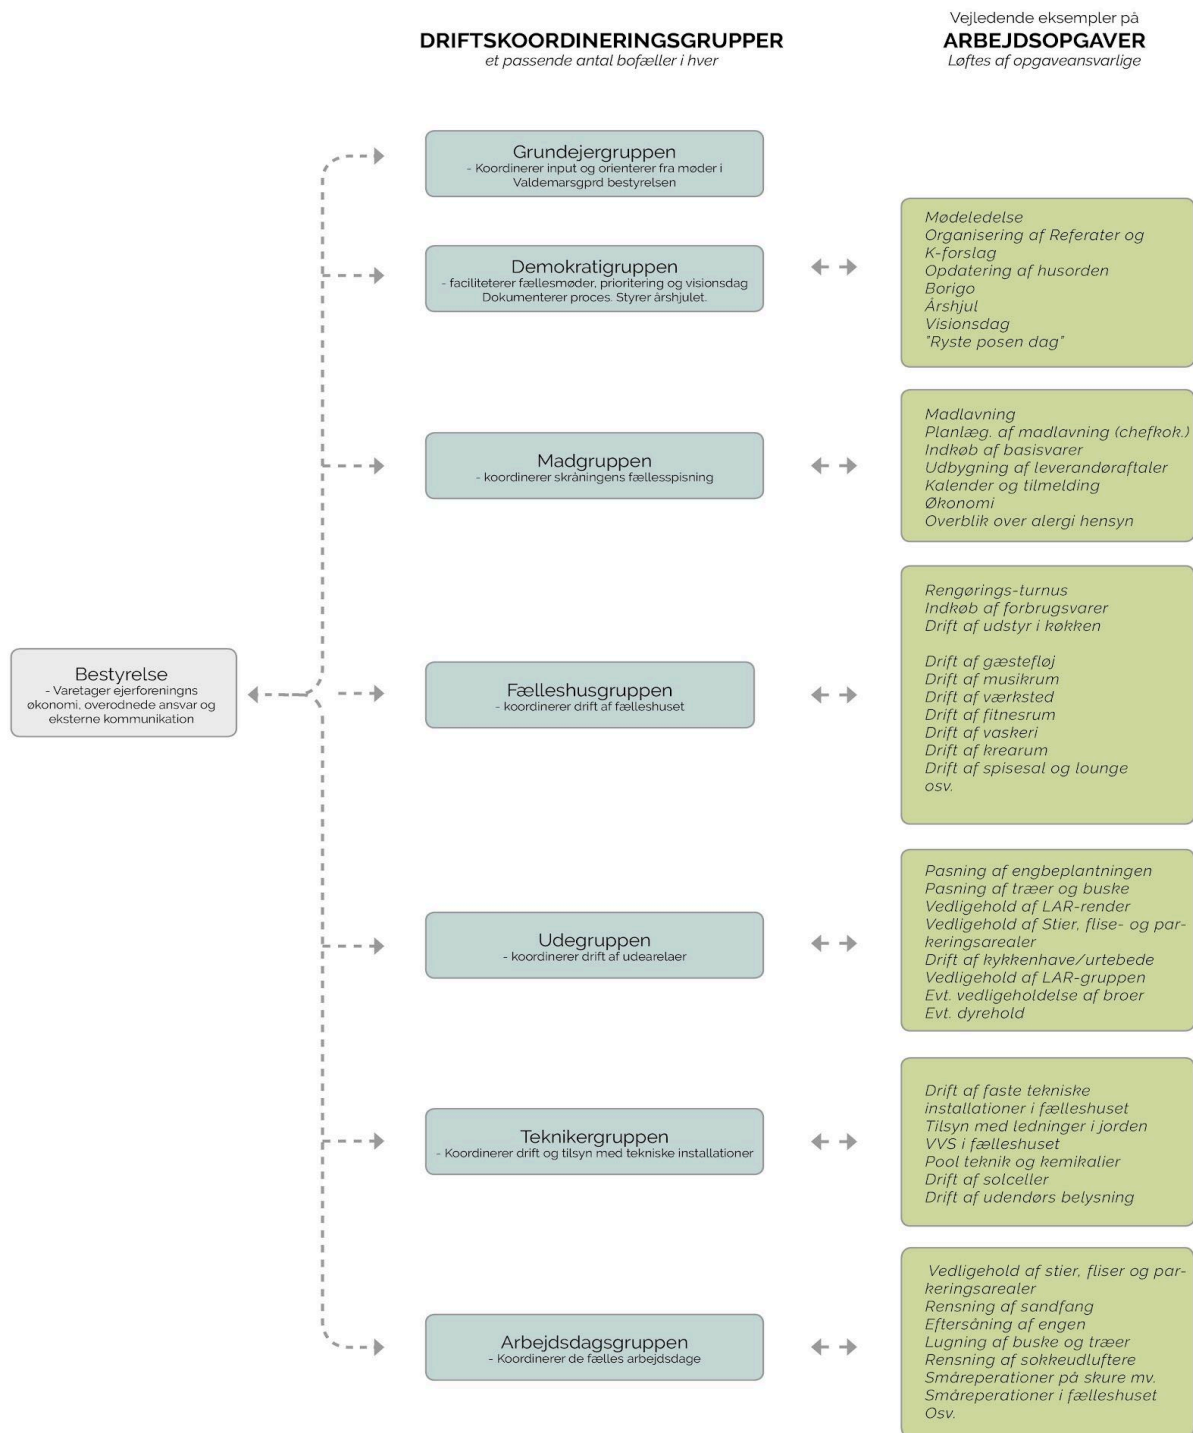 DRIFTSKOORDINERINGSGRUPPER
et passende antal bofæller i hver
Vejledende eksempler på
ARBEJDSOPGAVER
Løftes af opgaveansvarlige
Bestyrelse
- Varetager ejerforeningns
økonomi, overodnede ansvar og
eksterne kommunikation
Grundejergruppen
- Koordinerer input og orienterer fra møder i
Valdemarsgprd bestyrelsen
Demokratigruppen
- faciliteterer fællesmøder, prioritering og visionsdag
Dokumenterer proces. Styrer årshjulet.
Mødeledelse
Organisering af Referater og
K-forslag
Opdatering af husorden
Borigo
Årshjul
Visionsdag
"Ryste posen dag"
Madgruppen
- koordinerer skråningens fællesspisning
Madlavning
Planlæg. af madlavning (chefkok.)
Indkøb af basisvarer
Udbygning af leverandøraftaler
Kalender og tilmelding
Økonomi
Overblik over alergi hensyn
Fælleshusgruppen
- koordinerer drift af fælleshuset
Rengørings-turnus
Indkøb af forbrugsvarer
Drift af udstyr i køkken
Drift af gæstefløj
Drift af musikrum
Drift af værksted
Drift af fitnesrum
Drift af vaskeri
Drift af krearum
Drift af spisesal og lounge
osv.
Udegruppen
- koordinerer drift af udearelaer
Pasning af engbeplantningen
Pasning af træer og buske
Vedligehold af LAR-render
Vedligehold af Stier, flise- og par-
keringsarealer
Drift af kykkenhave/urtebede
Vedligehold af LAR-gruppen
Evt. vedligeholdelse af broer
Evt. dyrehold
Teknikergruppen
- Koordinerer drift og tilsyn med tekniske installationer
Drift af faste tekniske
installationer i fælleshuset
Tilsyn med ledninger i jorden
VVS i fælleshuset
Pool teknik og kemikalier
Drift af solceller
Drift af udendørs belysning
Arbejdsdagsgruppen
- Koordinerer de fælles arbejdsdage
Vedligehold af stier, fliser og par-
keringsarealer
Rensning af sandfang
Eftersåning af engen
Lugning af buske og træer
Rensning af sokkeudluftere
Småreperationer på skure mv.
Småreperationer i fælleshuset
Osv.